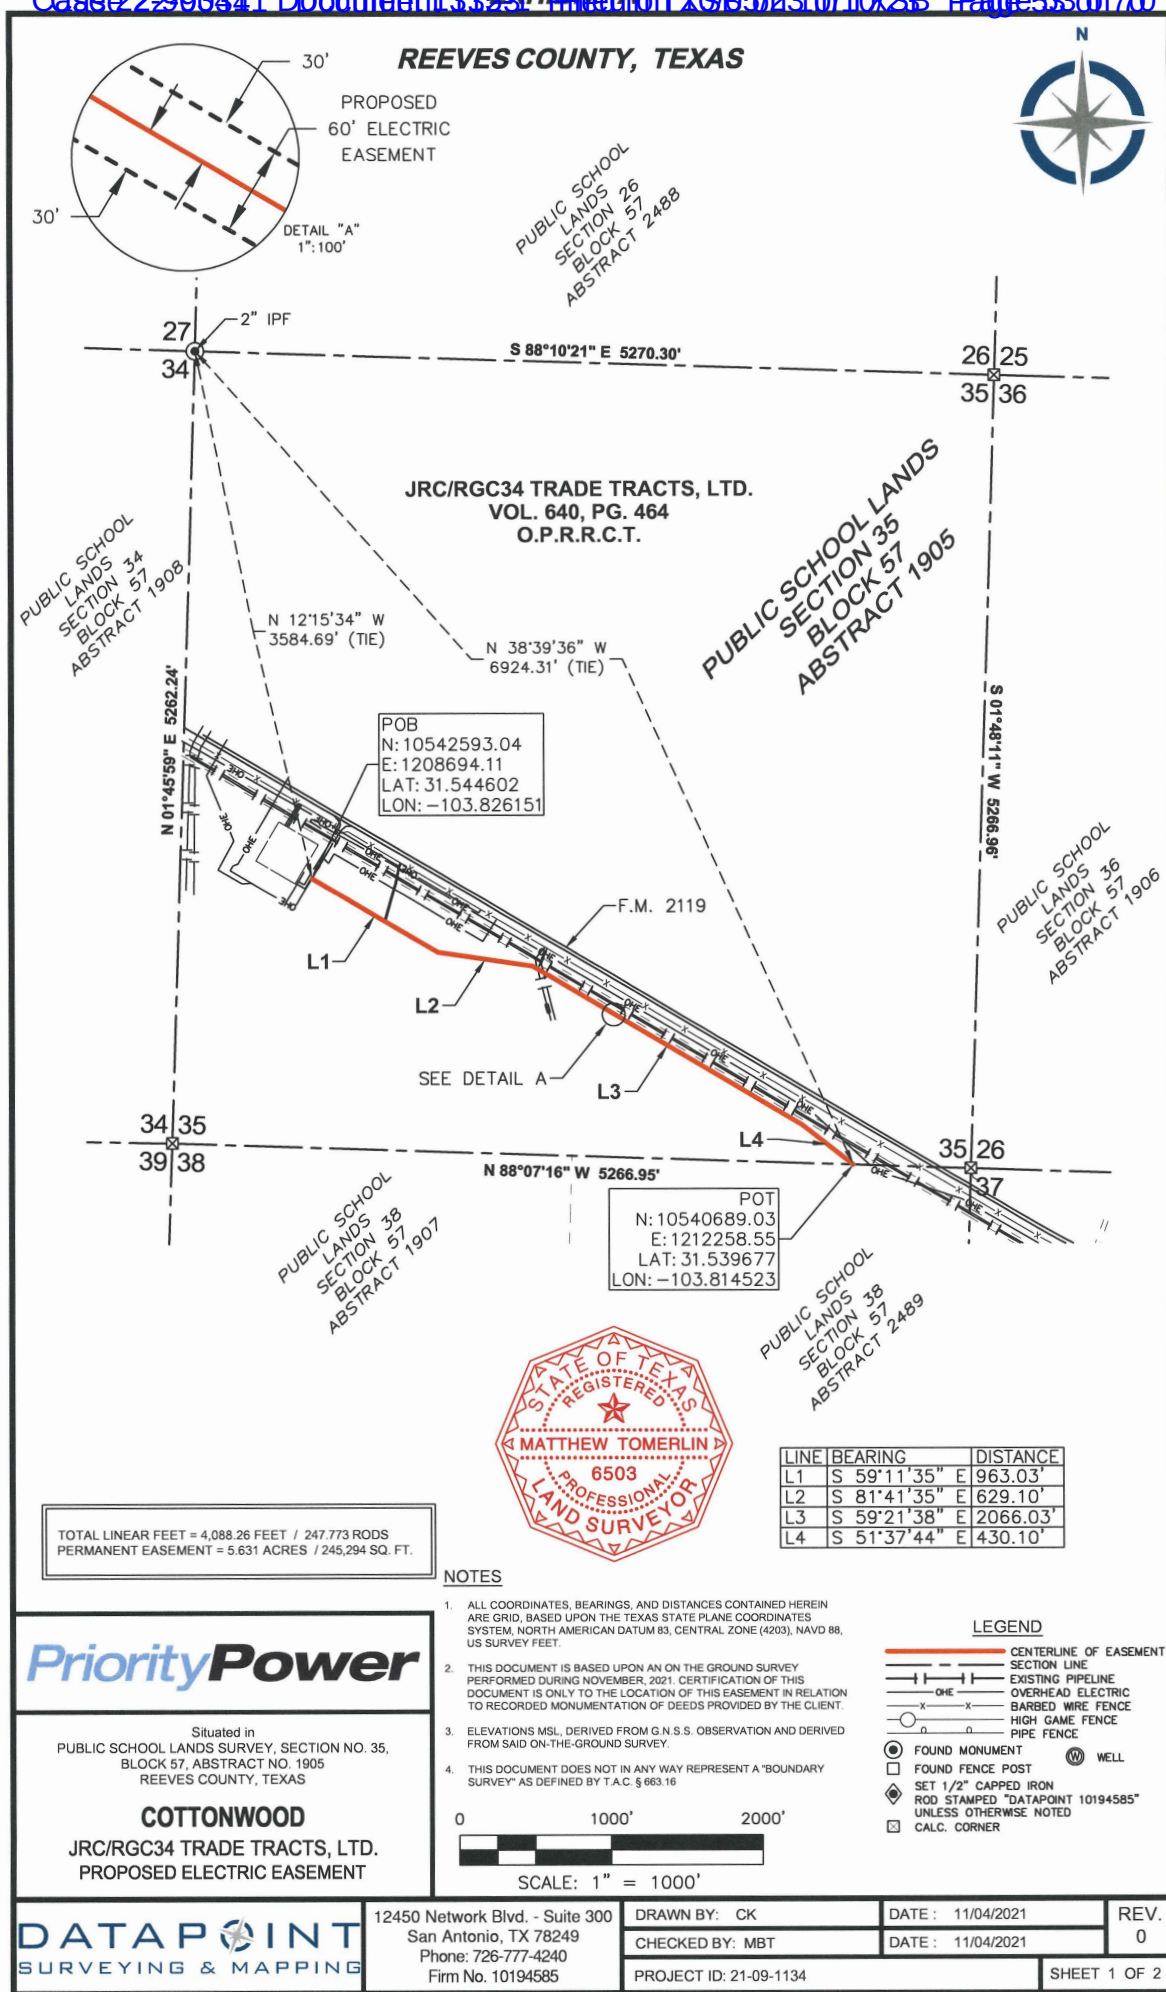 REEVES COUNTY, TEXAS
N
30'
PROPOSED
60' ELECTRIC
EASEMENT
30'
DETAIL "A"
1":100'
PUBLIC SCHOOL
LANDS
SECTION 26
BLOCK 57
ABSTRACT 2488
27
34
2" IPF
S 88°10'21" E 5270.30'
26 25
35 36
JRC/RGC34 TRADE TRACTS, LTD.
VOL. 640, PG. 464
O.P.R.R.C.T.
PUBLIC SCHOOL LANDS
SECTION 35
BLOCK 57
ABSTRACT 1905
PUBLIC SCHOOL
LANDS
SECTION 34
BLOCK 57
ABSTRACT 1908
N 12°15'34" W
3584.69' (TIE)
N 38°39'36" W
6924.31' (TIE)
N 01°45'59" E 5262.24'
S 01°48'11" W 5266.96'
POB
N: 10542593.04
E: 1208694.11
LAT: 31.544602
LON: −103.826151
PUBLIC SCHOOL
LANDS
SECTION 36
BLOCK 57
ABSTRACT 1906
F.M. 2119
L1
L2
SEE DETAIL A
L3
L4
34 35
39 38
N 88°07'16" W 5266.95'
35 26
37
POT
N: 10540689.03
E: 1212258.55
LAT: 31.539677
LON: −103.814523
PUBLIC SCHOOL
LANDS
SECTION 38
BLOCK 57
ABSTRACT 1907
PUBLIC SCHOOL
LANDS
SECTION 38
BLOCK 57
ABSTRACT 2489
STATE OF TEXAS
REGISTERED
MATTHEW TOMERLIN
6503
PROFESSIONAL
LAND SURVEYOR
LINE BEARING DISTANCE
L1 S 59°11'35" E 963.03'
L2 S 81°41'35" E 629.10'
L3 S 59°21'38" E 2066.03'
L4 S 51°37'44" E 430.10'
TOTAL LINEAR FEET = 4,088.26 FEET / 247.773 RODS
PERMANENT EASEMENT = 5.631 ACRES / 245,294 SQ. FT.
NOTES
1. ALL COORDINATES, BEARINGS, AND DISTANCES CONTAINED HEREIN
ARE GRID, BASED UPON THE TEXAS STATE PLANE COORDINATES
SYSTEM, NORTH AMERICAN DATUM 83, CENTRAL ZONE (4203), NAVD 88,
US SURVEY FEET.
2. THIS DOCUMENT IS BASED UPON AN ON THE GROUND SURVEY
PERFORMED DURING NOVEMBER, 2021. CERTIFICATION OF THIS
DOCUMENT IS ONLY TO THE LOCATION OF THIS EASEMENT IN RELATION
TO RECORDED MONUMENTATION OF DEEDS PROVIDED BY THE CLIENT.
3. ELEVATIONS MSL, DERIVED FROM G.N.S.S. OBSERVATION AND DERIVED
FROM SAID ON-THE-GROUND SURVEY.
4. THIS DOCUMENT DOES NOT IN ANY WAY REPRESENT A "BOUNDARY
SURVEY" AS DEFINED BY T.A.C. § 663.16
0 1000' 2000'
SCALE: 1" = 1000'
LEGEND
CENTERLINE OF EASEMENT
SECTION LINE
EXISTING PIPELINE
OHE OVERHEAD ELECTRIC
BARBED WIRE FENCE
HIGH GAME FENCE
PIPE FENCE
FOUND MONUMENT
W WELL
FOUND FENCE POST
SET 1/2" CAPPED IRON
ROD STAMPED "DATAPOINT 10194585"
UNLESS OTHERWISE NOTED
CALC. CORNER
PriorityPower
Situated in
PUBLIC SCHOOL LANDS SURVEY, SECTION NO. 35,
BLOCK 57, ABSTRACT NO. 1905
REEVES COUNTY, TEXAS
COTTONWOOD
JRC/RGC34 TRADE TRACTS, LTD.
PROPOSED ELECTRIC EASEMENT
DATAPOINT
SURVEYING & MAPPING
12450 Network Blvd. - Suite 300
San Antonio, TX 78249
Phone: 726-777-4240
Firm No. 10194585
DRAWN BY: CK
DATE : 11/04/2021
CHECKED BY: MBT
DATE : 11/04/2021
REV.
0
PROJECT ID: 21-09-1134
SHEET 1 OF 2